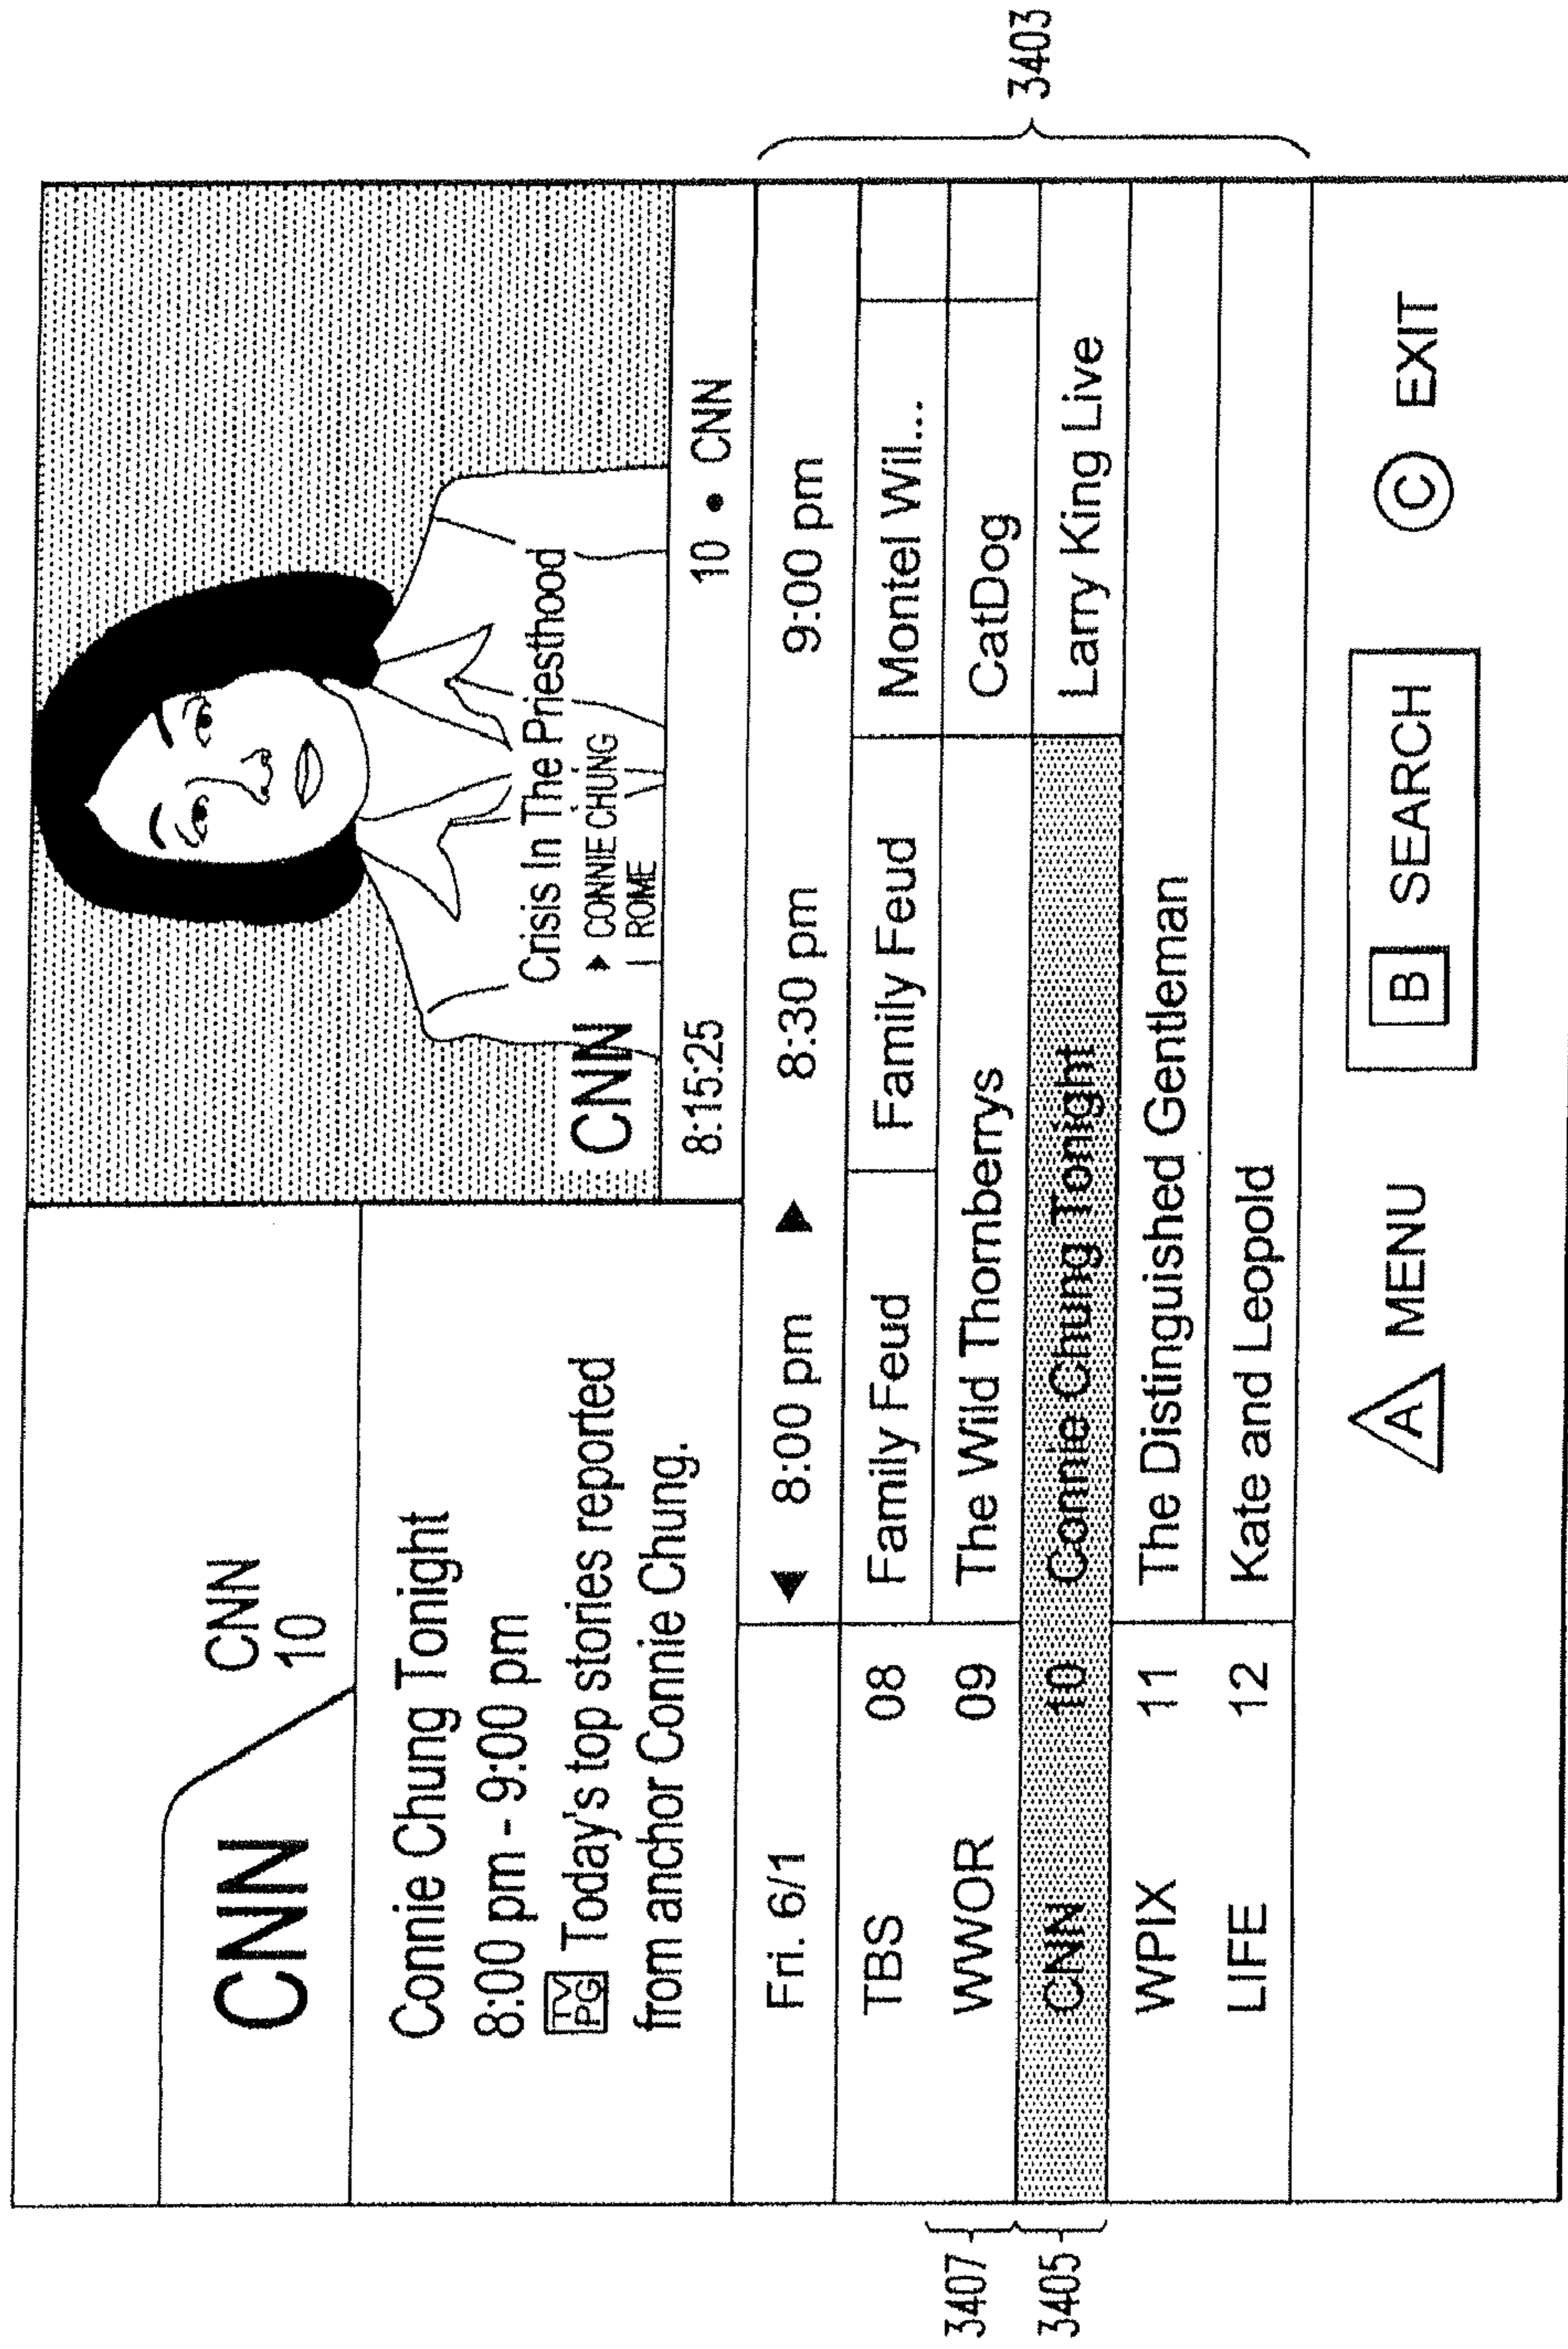 CNN
CNN
10
Connie Chung Tonight
8:00 pm - 9:00 pm
TV PG Today's top stories reported
from anchor Connie Chung.
Crisis In The Priesthood
CNN ▶ CONNIE CHUNG
ROME
8:15:25 10 • CNN
Fri. 6/1 ◀ 8:00 pm ▶ 8:30 pm 9:00 pm
TBS 08 Family Feud Family Feud Montel Wil...
WWOR 09 The Wild Thornberrys CatDog
CNN 10 Connie Chung Tonight Larry King Live
WPIX 11 The Distinguished Gentleman
LIFE 12 Kate and Leopold
A MENU B SEARCH C EXIT
3403
3407
3405